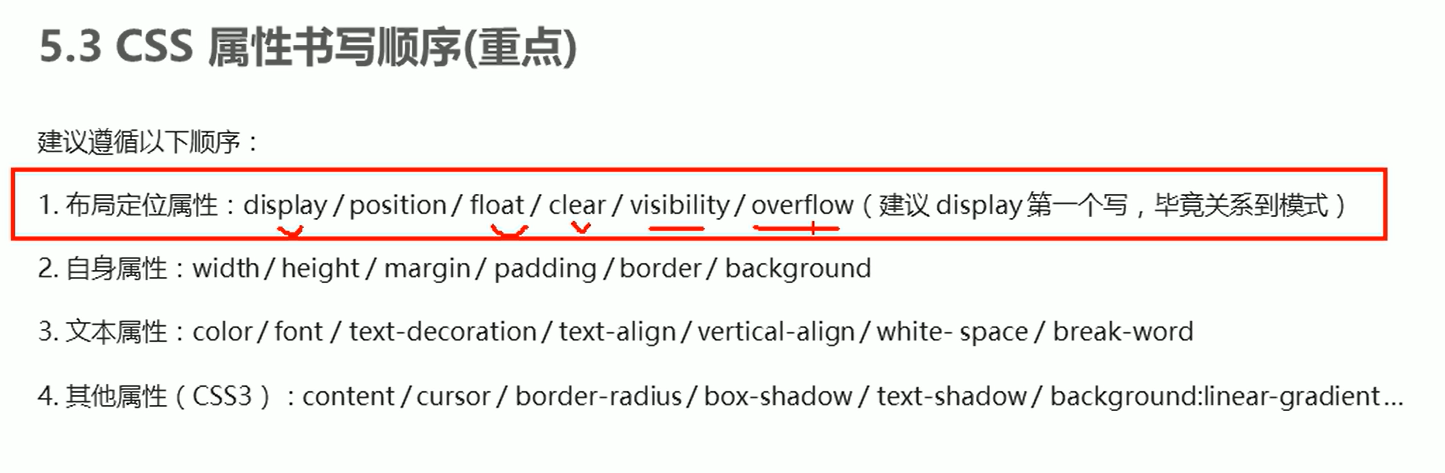 5.3 CSS 属性书写顺序(重点)
建议遵循以下顺序：
1. 布局定位属性：display / position / float / clear / visibility / overflow（建议 display 第一个写，毕竟关系到模式）
2. 自身属性：width / height / margin / padding / border / background
3. 文本属性：color / font / text-decoration / text-align / vertical-align / white- space / break-word
4. 其他属性（CSS3）：content / cursor / border-radius / box-shadow / text-shadow / background:linear-gradient…